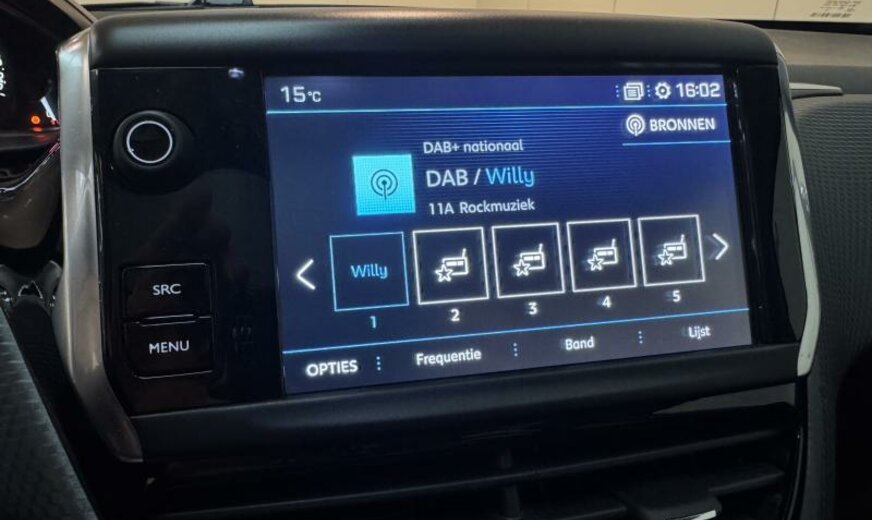 15°C
16:02
BRONNEN
DAB+ nationaal
DAB / Willy
11A Rockmuziek
Willy
1
2
3
4
5
SRC
MENU
OPTIES
Frequentie
Band
Lijst